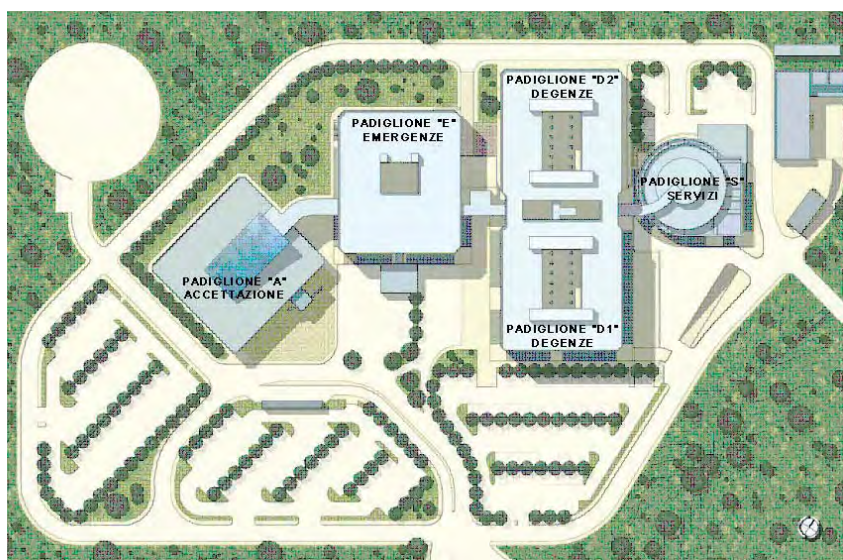 PADIGLIONE "D2"
DEGENZE
PADIGLIONE "E"
EMERGENZE
PADIGLIONE "S"
SERVIZI
PADIGLIONE "A"
ACCETTAZIONE
PADIGLIONE "D1"
DEGENZE